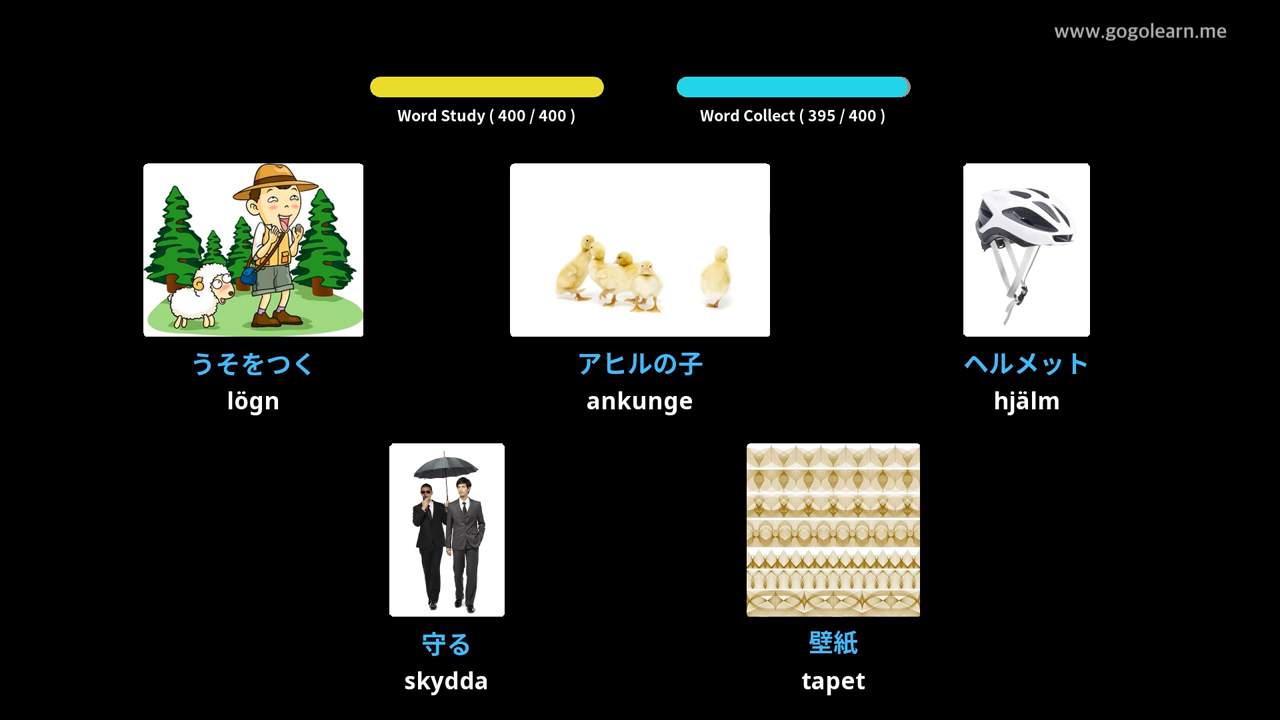 www.gogolearn.me
Word Study ( 400 / 400 )
Word Collect ( 395 / 400 )
うそをつく
lögn
アヒルの子
ankunge
ヘルメット
hjälm
守る
skydda
壁紙
tapet